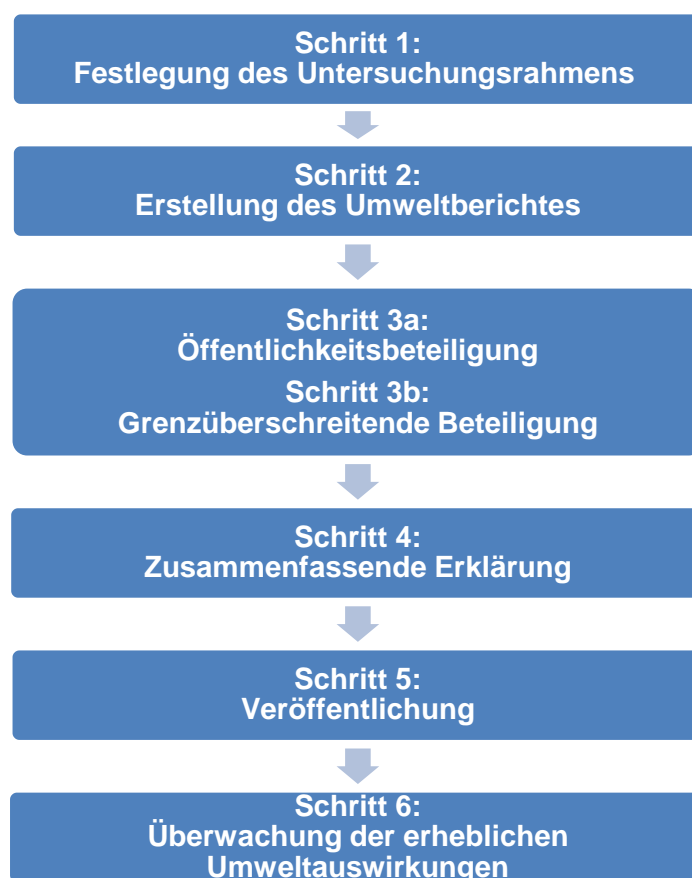 Schritt 1:
Festlegung des Untersuchungsrahmens
Schritt 2:
Erstellung des Umweltberichtes
Schritt 3a:
Öffentlichkeitsbeteiligung
Schritt 3b:
Grenzüberschreitende Beteiligung
Schritt 4:
Zusammenfassende Erklärung
Schritt 5:
Veröffentlichung
Schritt 6:
Überwachung der erheblichen
Umweltauswirkungen